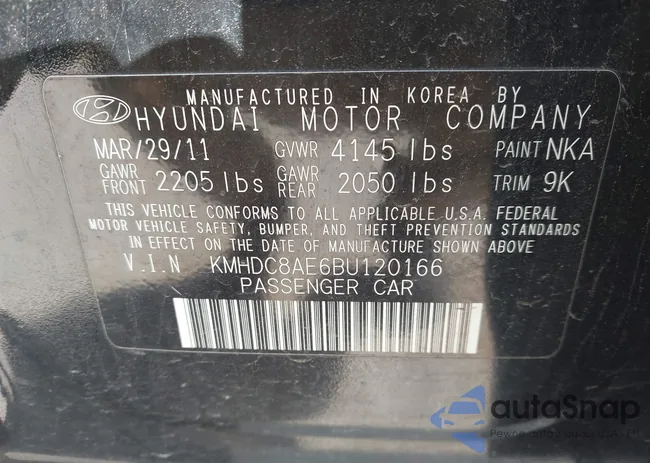 MANUFACTURED IN KOREA BY
HYUNDAI MOTOR COMPANY
MAR/29/11 GVWR 4145 lbs PAINT NKA
GAWR FRONT 2205 lbs GAWR REAR 2050 lbs TRIM 9K
THIS VEHICLE CONFORMS TO ALL APPLICABLE U.S.A. FEDERAL
MOTOR VEHICLE SAFETY, BUMPER, AND THEFT PREVENTION STANDARDS
IN EFFECT ON THE DATE OF MANUFACTURE SHOWN ABOVE
V.I.N KMHDC8AE6BU120166
PASSENGER CAR
autoSnap